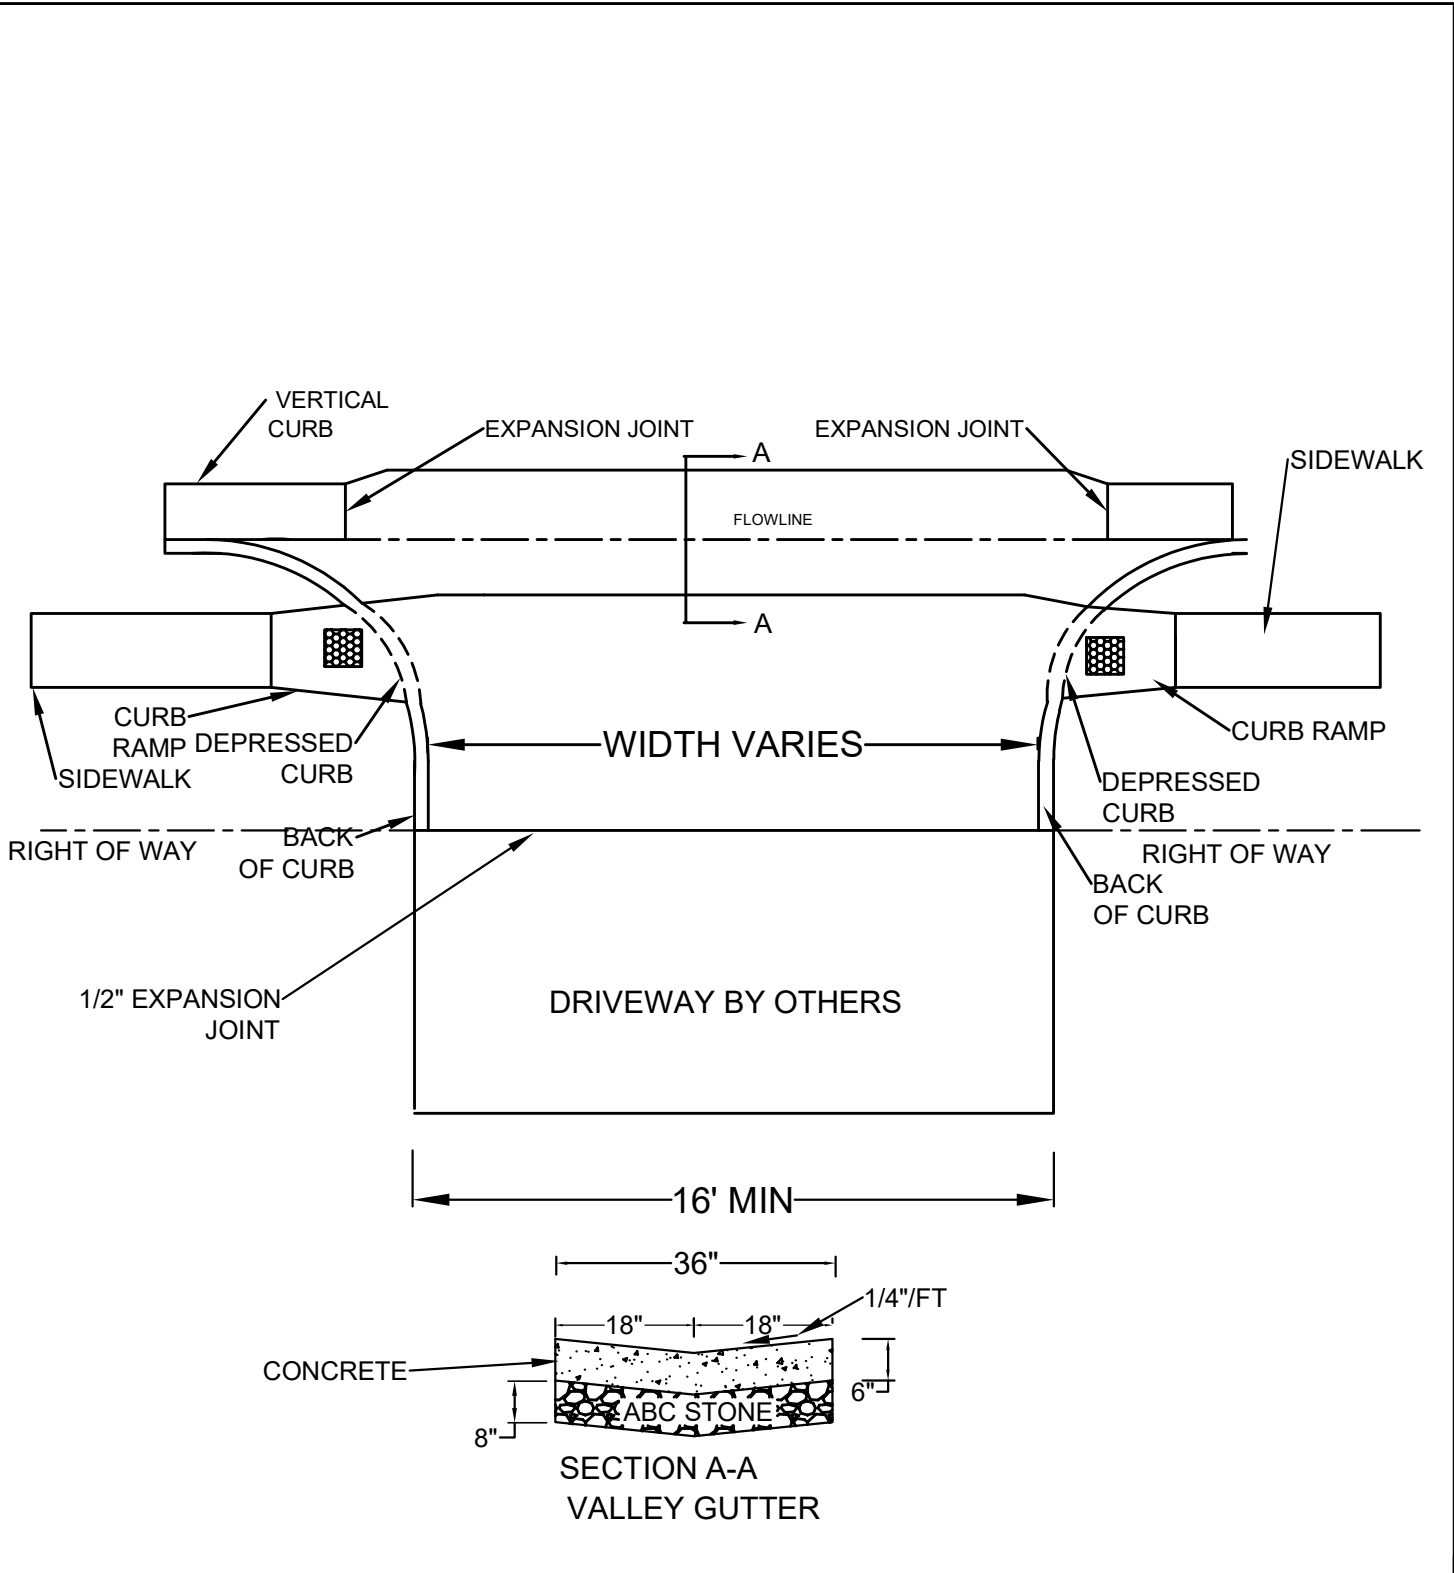 VERTICAL
CURB
EXPANSION JOINT
EXPANSION JOINT
A
SIDEWALK
FLOWLINE
A
CURB
RAMP
SIDEWALK
DEPRESSED
CURB
WIDTH VARIES
CURB RAMP
DEPRESSED
CURB
RIGHT OF WAY
BACK
OF CURB
RIGHT OF WAY
BACK
OF CURB
1/2" EXPANSION
JOINT
DRIVEWAY BY OTHERS
16' MIN
36"
1/4"/FT
18"
18"
CONCRETE
6"
ABC STONE
8"
SECTION A-A
VALLEY GUTTER